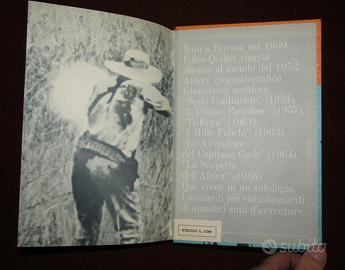 Nato a Ferrara nel 1930,
Folco Quilici viaggia
attorno al mondo dal 1952.
Autore cinematografico,
televisivo e scrittore:
"Sesto Continente" (1954),
"L'Ultimo Paradiso" (1957),
"Ti-Koyo" (1961),
"I Mille Fuochi" (1963),
"Le Avventure
del Capitano Cook" (1964),
"La Scoperta
dell'Africa" (1966).
Qui, come in un'antologia,
i momenti più entusiasmanti
di quindici anni d'avventure.
PREZZO L.
subito